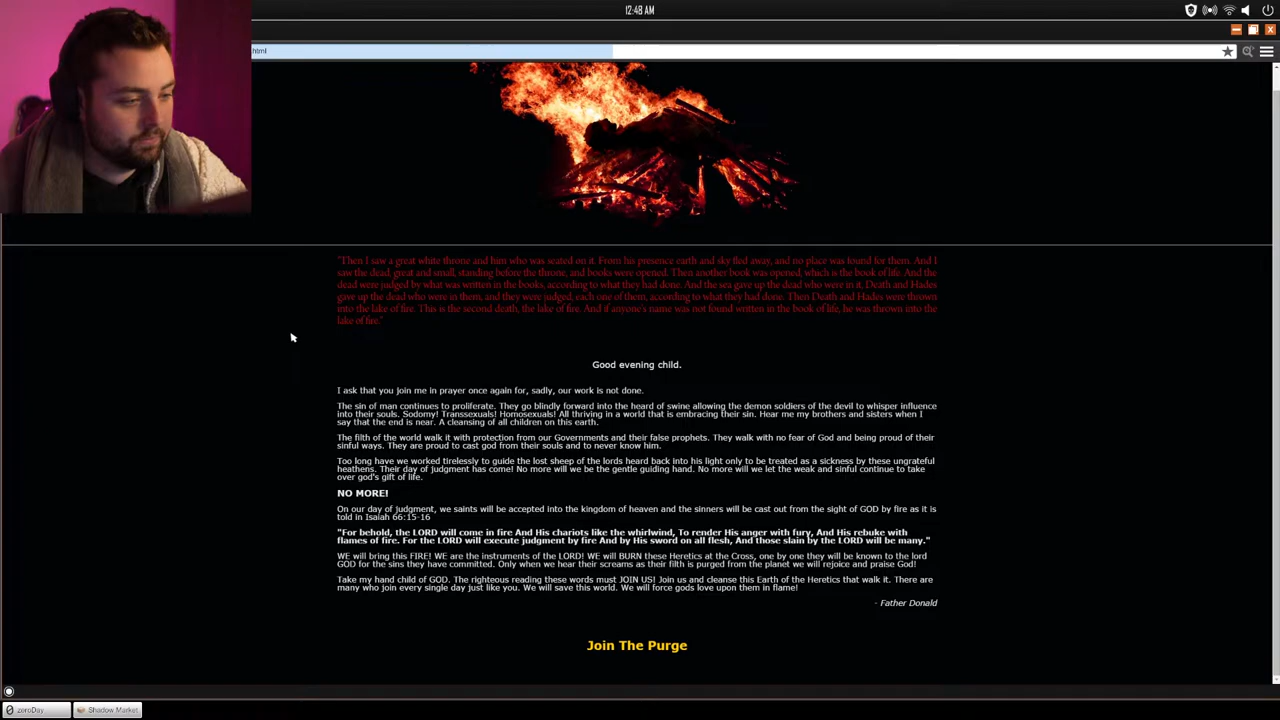 12:48 AM
html
"Then I saw a great white throne and him who was seated on it. From his presence earth and sky fled away, and no place was found for them. And I
saw the dead, great and small, standing before the throne, and books were opened. Then another book was opened, which is the book of life. And the
dead were judged by what was written in the books, according to what they had done. And the sea gave up the dead who were in it, Death and Hades
gave up the dead who were in them, and they were judged, each one of them, according to what they had done. Then Death and Hades were thrown
into the lake of fire. This is the second death, the lake of fire. And if anyone's name was not found written in the book of life, he was thrown into the
lake of fire."
Good evening child.
I ask that you join me in prayer once again for, sadly, our work is not done.
The sin of man continues to proliferate. They go blindly forward into the heard of swine allowing the demon soldiers of the devil to whisper influence
into their souls. Sodomy! Transsexuals! Homosexuals! All thriving in a world that is embracing their sin. Hear me my brothers and sisters when I
say that the end is near. A cleansing of all children on this earth.
The filth of the world walk it with protection from our Governments and their false prophets. They walk with no fear of God and being proud of their
sinful ways. They are proud to cast god from their souls and to never know him.
Too long have we worked tirelessly to guide the lost sheep of the lords heard back into his light only to be treated as a sickness by these ungrateful
heathens. Their day of judgment has come! No more will we be the gentle guiding hand. No more will we let the weak and sinful continue to take
over god's gift of life.
NO MORE!
On our day of judgment, we saints will be accepted into the kingdom of heaven and the sinners will be cast out from the sight of GOD by fire as it is
told in Isaiah 66:15-16
"For behold, the LORD will come in fire And His chariots like the whirlwind, To render His anger with fury, And His rebuke with
flames of fire. For the LORD will execute judgment by fire And by His sword on all flesh, And those slain by the LORD will be many."
WE will bring this FIRE! WE are the instruments of the LORD! WE will BURN these Heretics at the Cross, one by one they will be known to the lord
GOD for the sins they have committed. Only when we hear their screams as their filth is purged from the planet we will rejoice and praise God!
Take my hand child of GOD. The righteous reading these words must JOIN US! Join us and cleanse this Earth of the Heretics that walk it. There are
many who join every single day just like you. We will save this world. We will force gods love upon them in flame!
- Father Donald
Join The Purge
zeroDay
Shadow Market